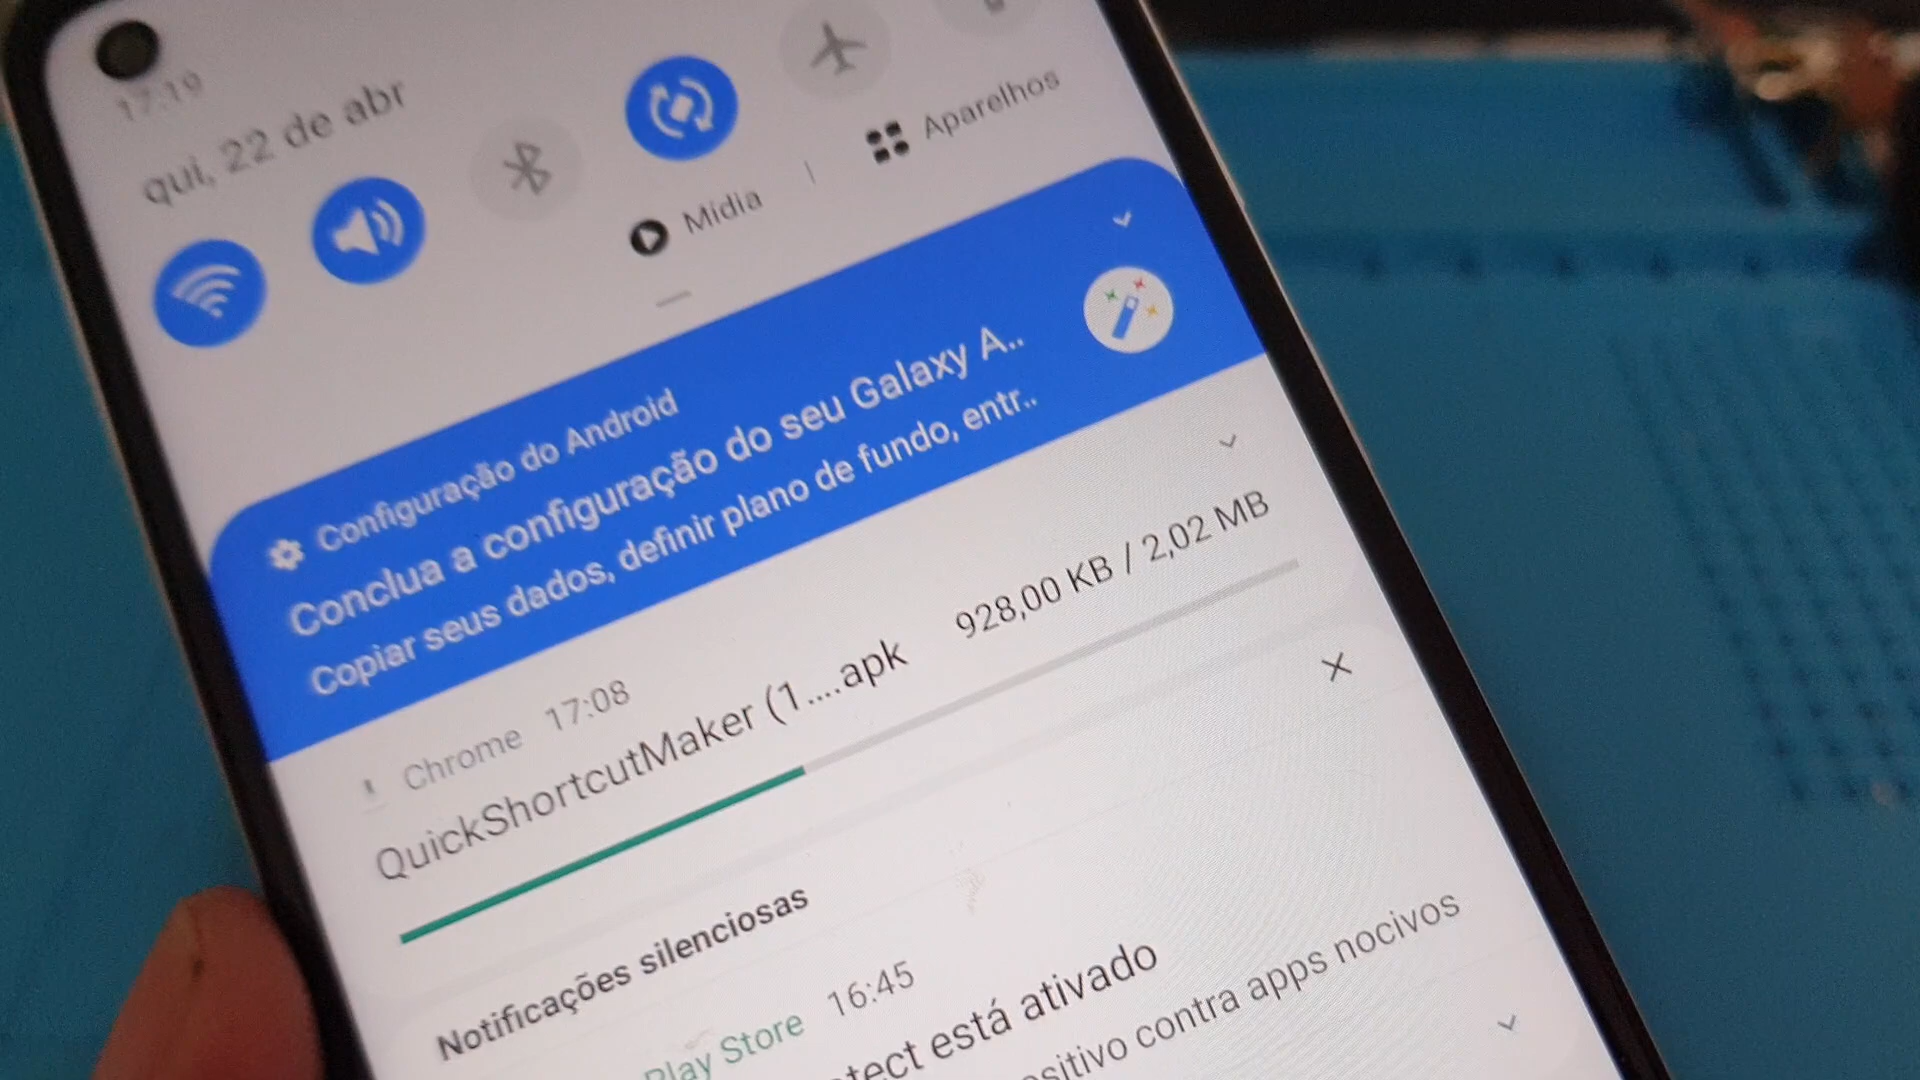 17:19
qui, 22 de abr
Mídia
Aparelhos
Configuração do Android
Conclua a configuração do seu Galaxy A..
Copiar seus dados, definir plano de fundo, entr..
Chrome 17:08
QuickShortcutMaker (1....apk 928,00 KB / 2,02 MB
Notificações silenciosas
Play Store 16:45
tect está ativado
ositivo contra apps nocivos